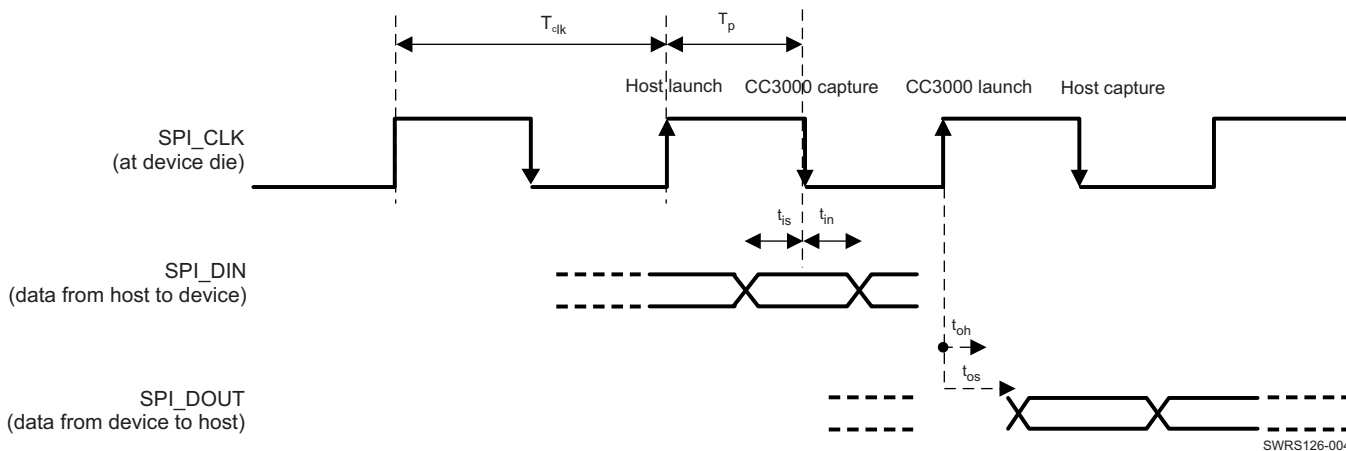 Tclk
Tp
Host launch
CC3000 capture
CC3000 launch
Host capture
SPI_CLK
(at device die)
tis
tin
SPI_DIN
(data from host to device)
toh
tos
SPI_DOUT
(data from device to host)
SWRS126-004